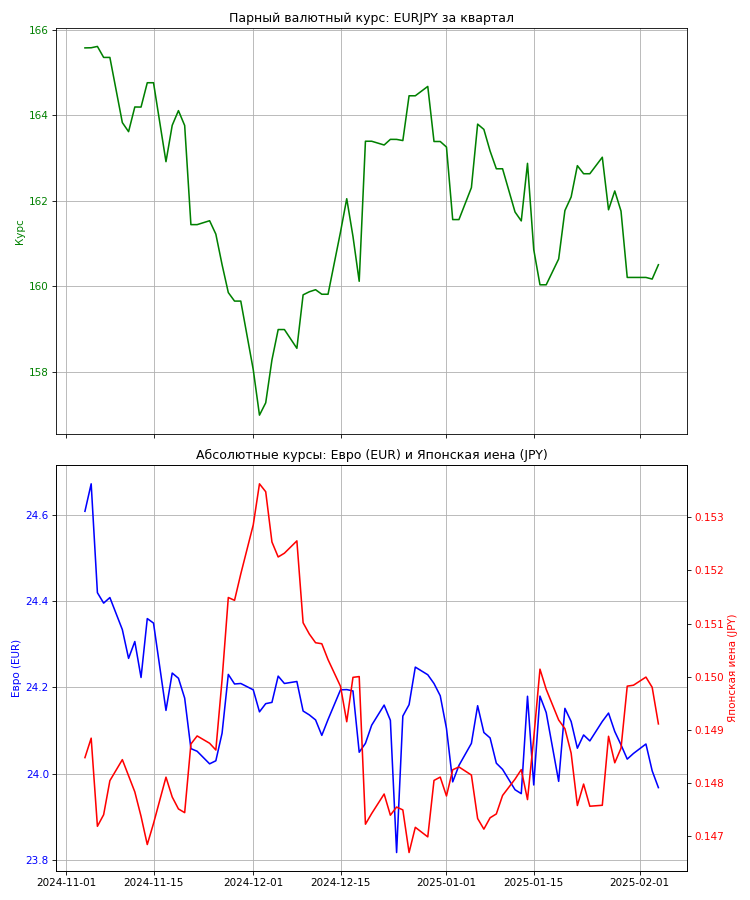 Парный валютный курс: EURJPY за квартал
166
164
162
160
158
Курс
Абсолютные курсы: Евро (EUR) и Японская иена (JPY)
24.6
24.4
24.2
24.0
23.8
Евро (EUR)
0.153
0.152
0.151
0.150
0.149
0.148
0.147
Японская иена (JPY)
2024-11-01 2024-11-15 2024-12-01 2024-12-15 2025-01-01 2025-01-15 2025-02-01